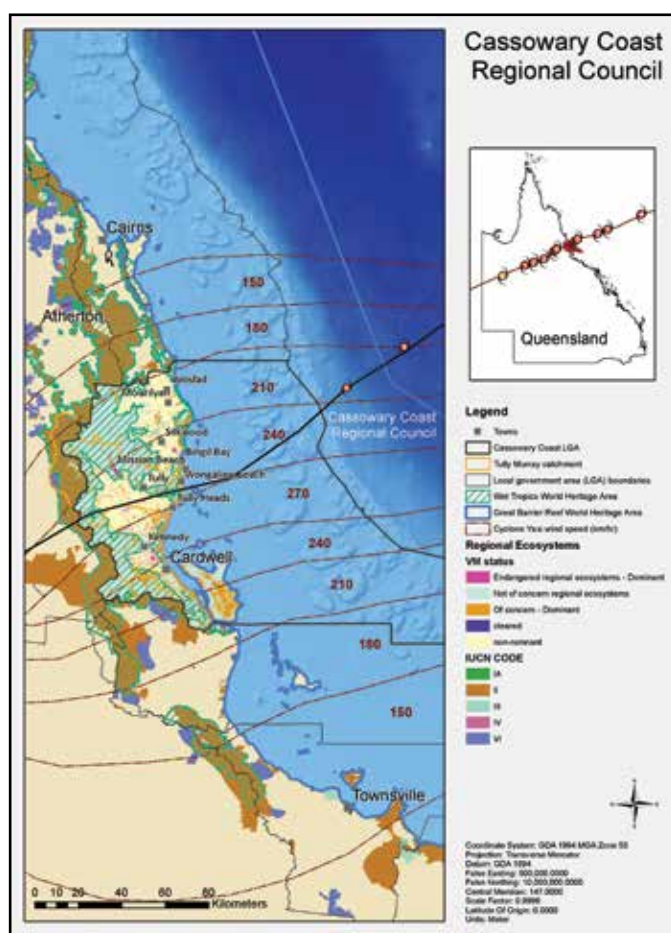 Cassowary Coast
Regional Council
Cairns
Atherton
150
180
210
Innisfail
Mourilyan
240
Cassowary Coast
Regional Council
Silkwood
Bingil Bay
Mission Beach
Wongaling Beach
Tully
270
Tully Heads
Kennedy
Cardwell
240
210
180
150
Townsville
0 10 20 40 60 80
Kilometers
Queensland
Legend
Towns
Cassowary Coast LGA
Tully Murray catchment
Local government area (LGA) boundaries
Wet Tropics World Heritage Area
Great Barrier Reef World Heritage Area
Cyclone Yasi wind speed (km/hr)
Regional Ecosystems
VM status
Endangered regional ecosystems - Dominant
Not of concern regional ecosystems
Of concern - Dominant
cleared
non-remnant
IUCN CODE
IA
II
III
IV
VI
Coordinate System: GDA 1994 MGA Zone 55
Projection: Transverse Mercator
Datum: GDA 1994
False Easting: 500,000.0000
False Northing: 10,000,000.0000
Central Meridian: 147.0000
Scale Factor: 0.9996
Latitude Of Origin: 0.0000
Units: Meter